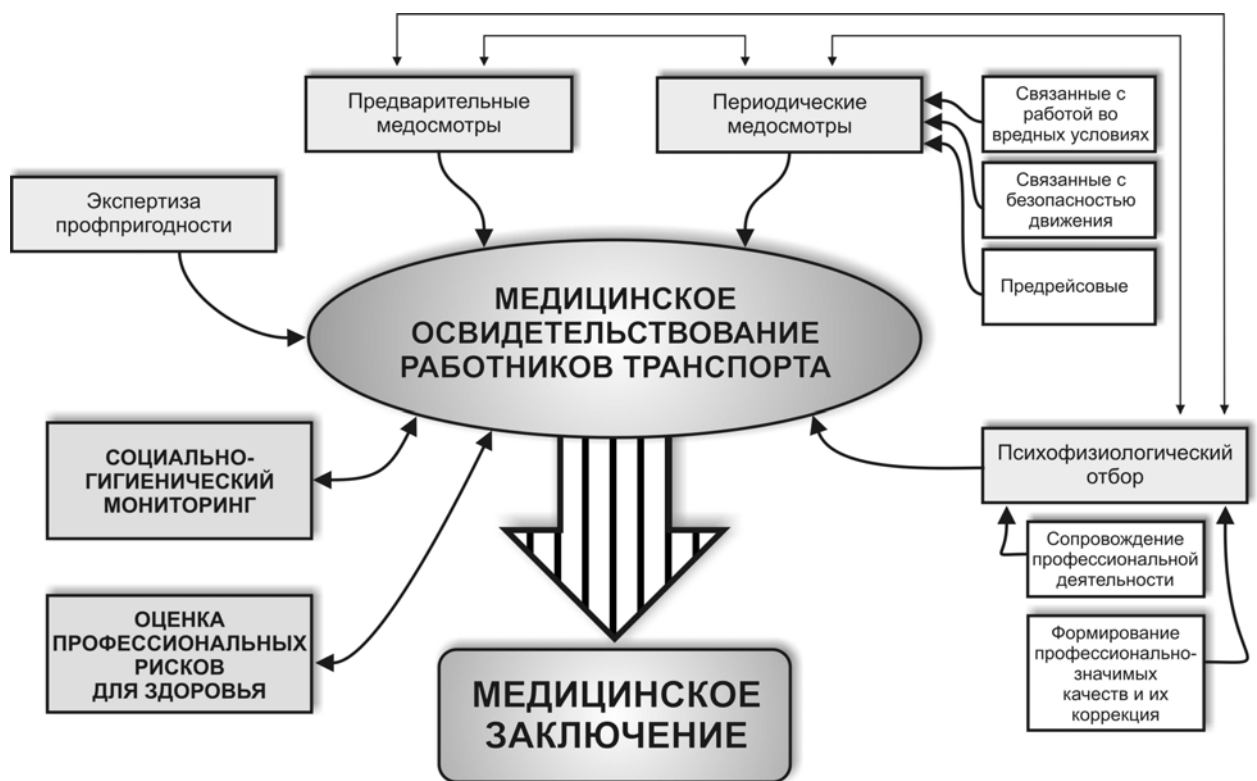 Предварительные
медосмотры
Периодические
медосмотры
Связанные с
работой во
вредных условиях
Связанные с
безопасностью
движения
Предрейсовые
Экспертиза
профпригодности
МЕДИЦИНСКОЕ
ОСВИДЕТЕЛЬСТВОВАНИЕ
РАБОТНИКОВ ТРАНСПОРТА
СОЦИАЛЬНО-
ГИГИЕНИЧЕСКИЙ
МОНИТОРИНГ
Психофизиологический
отбор
Сопровождение
профессиональной
деятельности
ОЦЕНКА
ПРОФЕССИОНАЛЬНЫХ
РИСКОВ
ДЛЯ ЗДОРОВЬЯ
Формирование
профессионально-
значимых
качеств и их
коррекция
МЕДИЦИНСКОЕ
ЗАКЛЮЧЕНИЕ